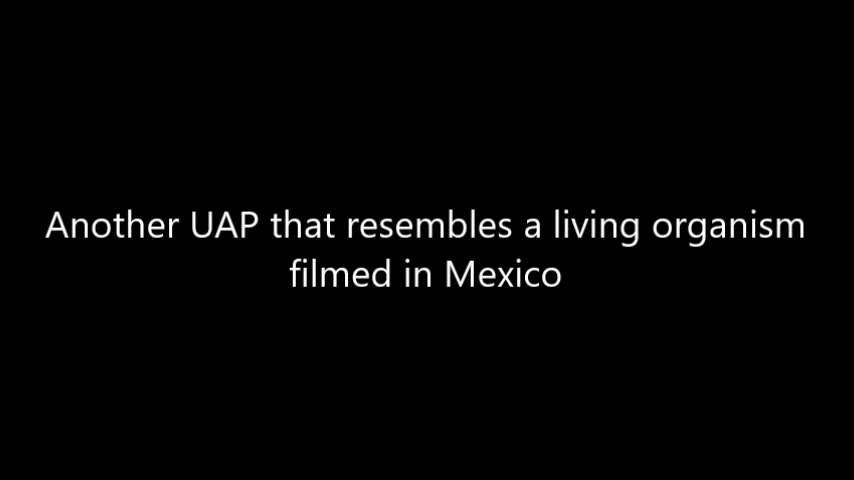 Another UAP that resembles a living organism
filmed in Mexico